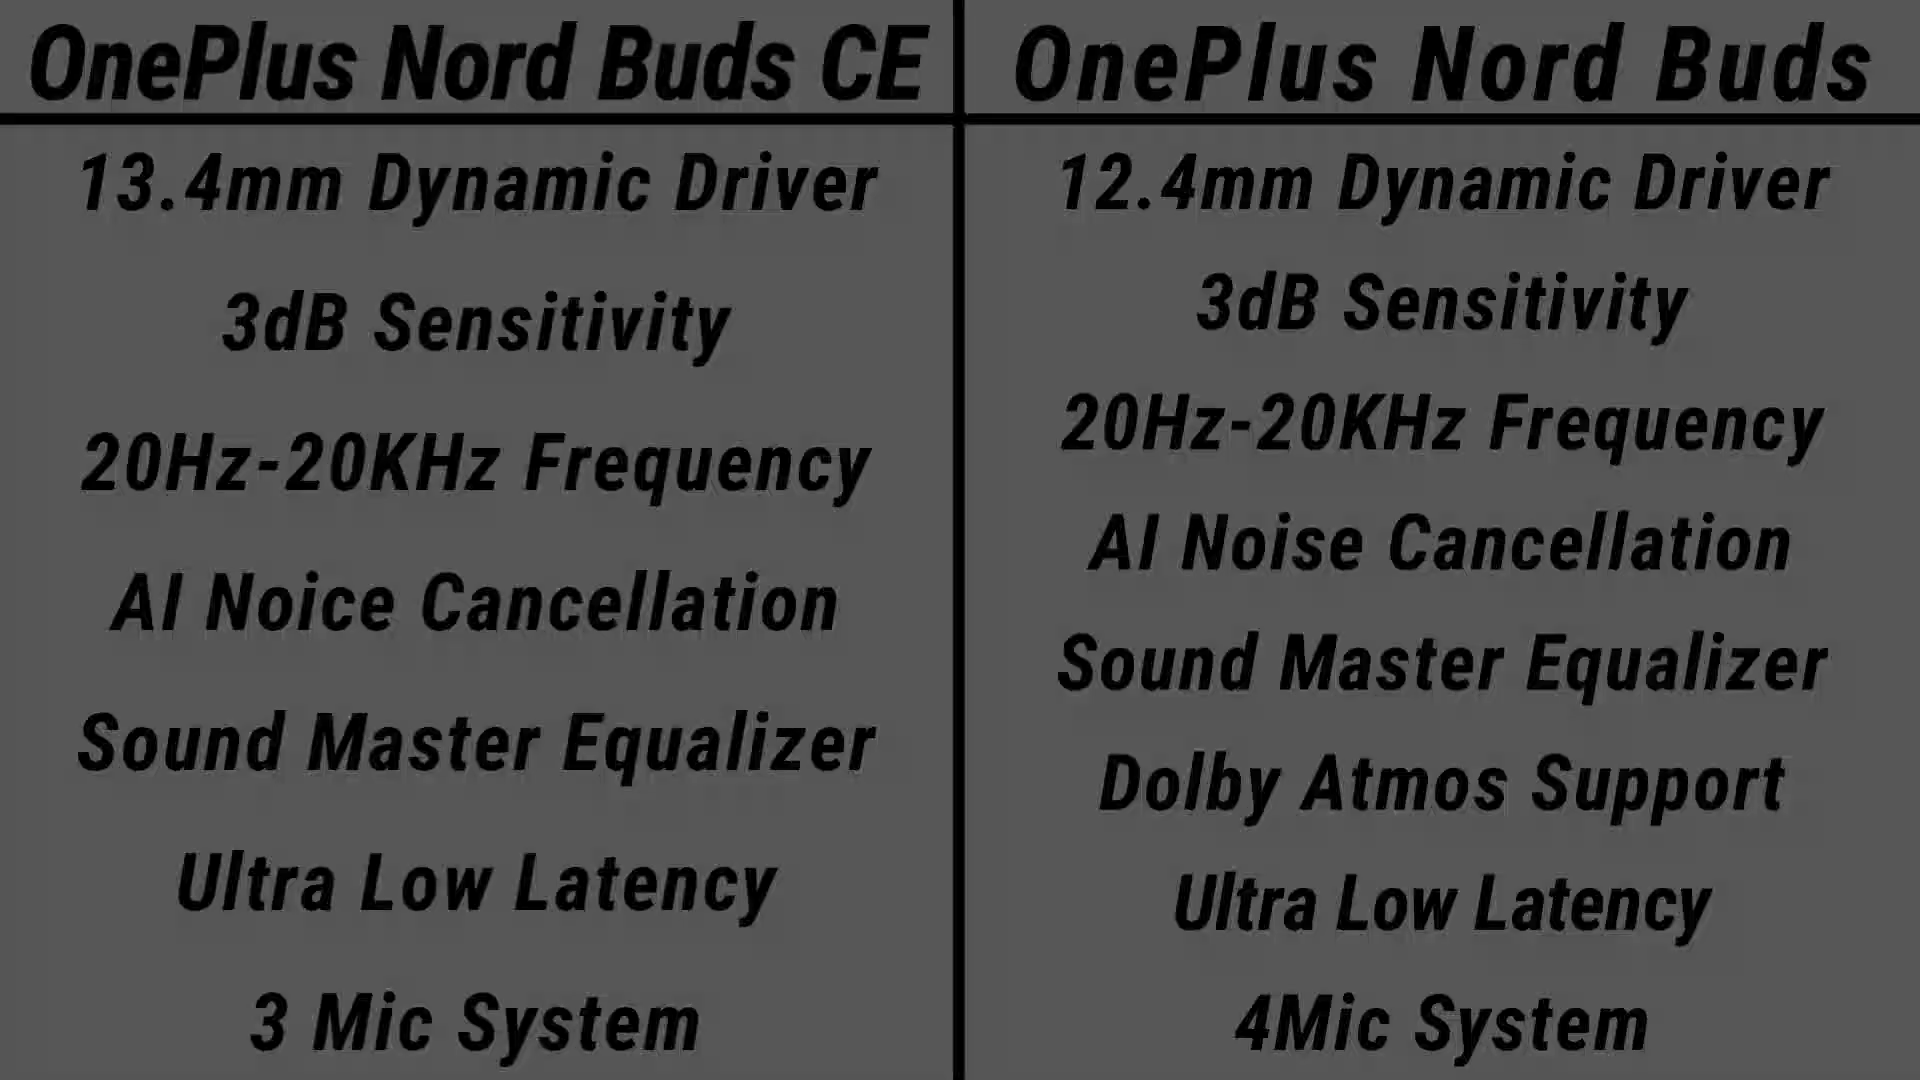 OnePlus Nord Buds CE
13.4mm Dynamic Driver
3dB Sensitivity
20Hz-20KHz Frequency
AI Noice Cancellation
Sound Master Equalizer
Ultra Low Latency
3 Mic System
OnePlus Nord Buds
12.4mm Dynamic Driver
3dB Sensitivity
20Hz-20KHz Frequency
AI Noise Cancellation
Sound Master Equalizer
Dolby Atmos Support
Ultra Low Latency
4Mic System